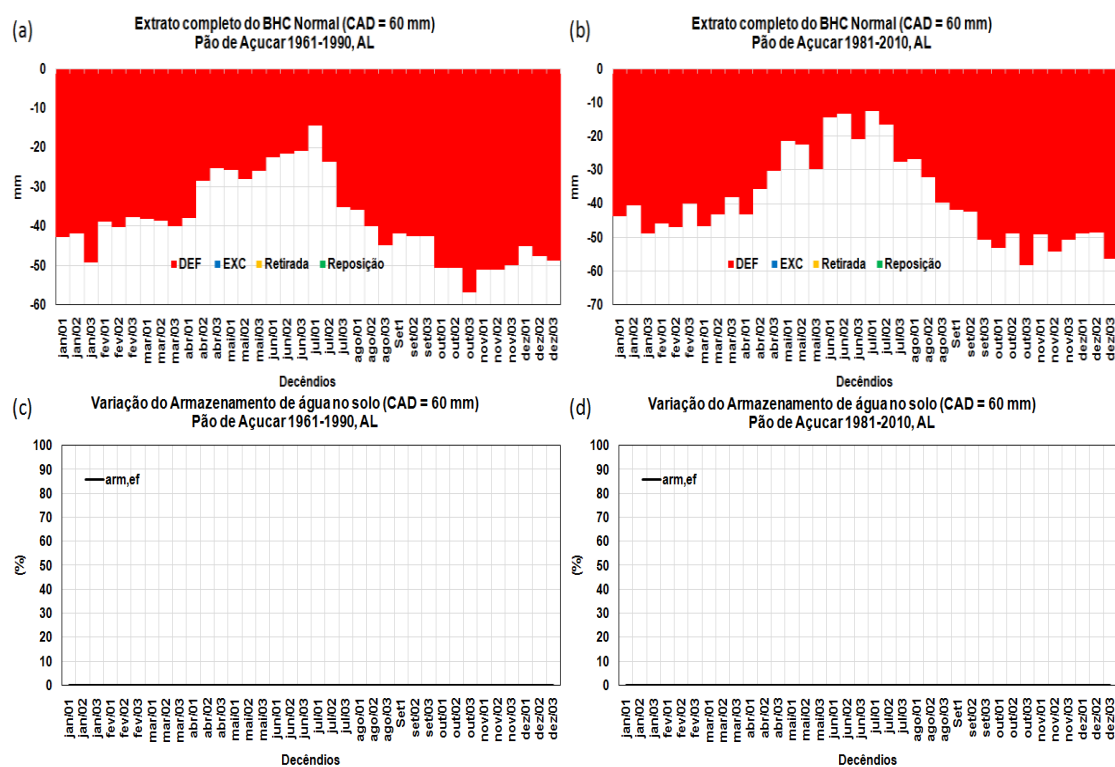 (a)
Extrato completo do BHC Normal (CAD = 60 mm)
Pão de Açucar 1961-1990, AL
0
-10
-20
-30
-40
-50
-60
mm
DEF EXC Retirada Reposição
jan/01 jan/02 jan/03 fev/01 fev/02 fev/03 mar/01 mar/02 mar/03 abr/01 abr/02 abr/03 mai/01 mai/02 mai/03 jun/01 jun/02 jun/03 jul/01 jul/02 jul/03 ago/01 ago/02 ago/03 Set1 set/02 set/03 out/01 out/02 out/03 nov/01 nov/02 nov/03 dez/01 dez/02 dez/03
Decêndios
(b)
Extrato completo do BHC Normal (CAD = 60 mm)
Pão de Açucar 1981-2010, AL
0
-10
-20
-30
-40
-50
-60
-70
mm
DEF EXC Retirada Reposição
jan/01 jan/02 jan/03 fev/01 fev/02 fev/03 mar/01 mar/02 mar/03 abr/01 abr/02 abr/03 mai/01 mai/02 mai/03 jun/01 jun/02 jun/03 jul/01 jul/02 jul/03 ago/01 ago/02 ago/03 Set1 set/02 set/03 out/01 out/02 out/03 nov/01 nov/02 nov/03 dez/01 dez/02 dez/03
Decêndios
(c)
Variação do Armazenamento de água no solo (CAD = 60 mm)
Pão de Açucar 1961-1990, AL
100
90
80
70
60
50
40
30
20
10
0
(%)
arm,ef
jan/01 jan/02 jan/03 fev/01 fev/02 fev/03 mar/01 mar/02 mar/03 abr/01 abr/02 abr/03 mai/01 mai/02 mai/03 jun/01 jun/02 jun/03 jul/01 jul/02 jul/03 ago/01 ago/02 ago/03 Set1 set/02 set/03 out/01 out/02 out/03 nov/01 nov/02 nov/03 dez/01 dez/02 dez/03
Decêndios
(d)
Variação do Armazenamento de água no solo (CAD = 60 mm)
Pão de Açucar 1981-2010, AL
100
90
80
70
60
50
40
30
20
10
0
(%)
arm,ef
jan/01 jan/02 jan/03 fev/01 fev/02 fev/03 mar/01 mar/02 mar/03 abr/01 abr/02 abr/03 mai/01 mai/02 mai/03 jun/01 jun/02 jun/03 jul/01 jul/02 jul/03 ago/01 ago/02 ago/03 Set1 set/02 set/03 out/01 out/02 out/03 nov/01 nov/02 nov/03 dez/01 dez/02 dez/03
Decêndios